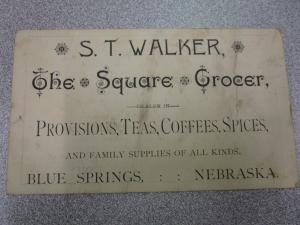 S. T. WALKER,
The Square Grocer,
DEALER IN
PROVISIONS, TEAS, COFFEES, SPICES,
AND FAMILY SUPPLIES OF ALL KINDS.
BLUE SPRINGS, : : NEBRASKA.